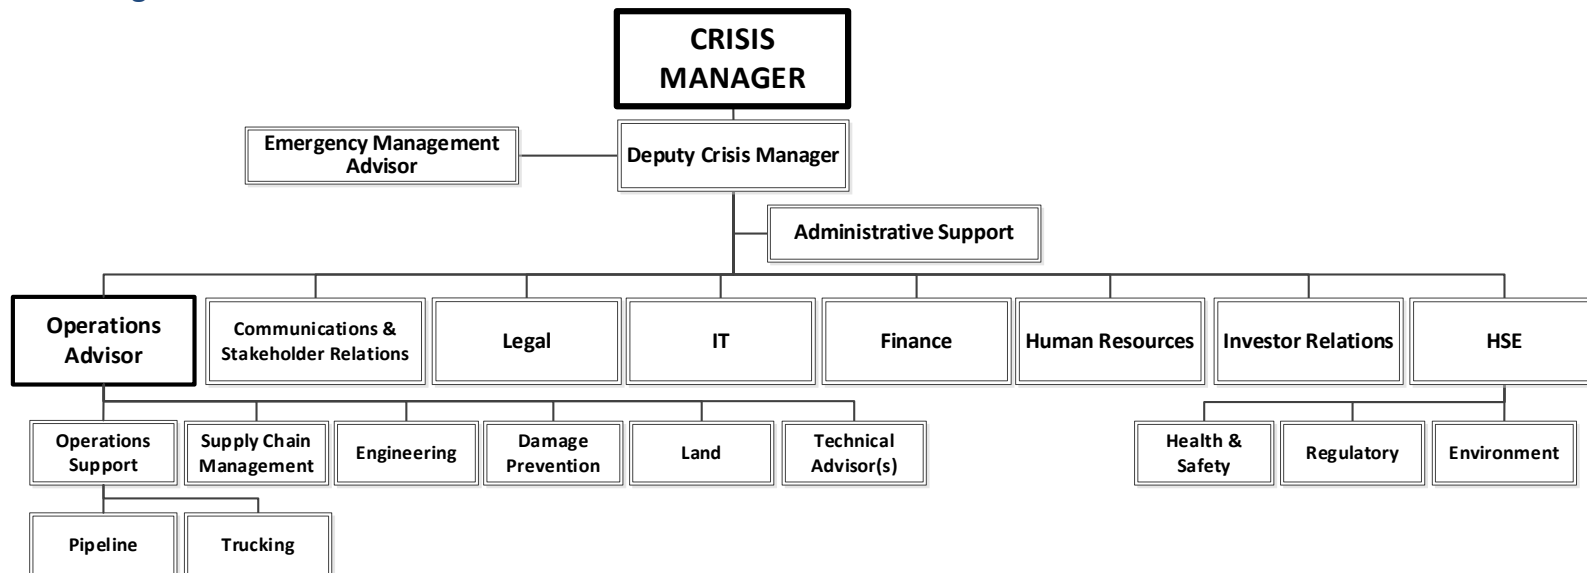 CRISIS
MANAGER
Emergency Management
Advisor
Deputy Crisis Manager
Administrative Support
Operations
Advisor
Communications &
Stakeholder Relations
Legal
IT
Finance
Human Resources
Investor Relations
HSE
Operations
Support
Supply Chain
Management
Engineering
Damage
Prevention
Land
Technical
Advisor(s)
Health &
Safety
Regulatory
Environment
Pipeline
Trucking